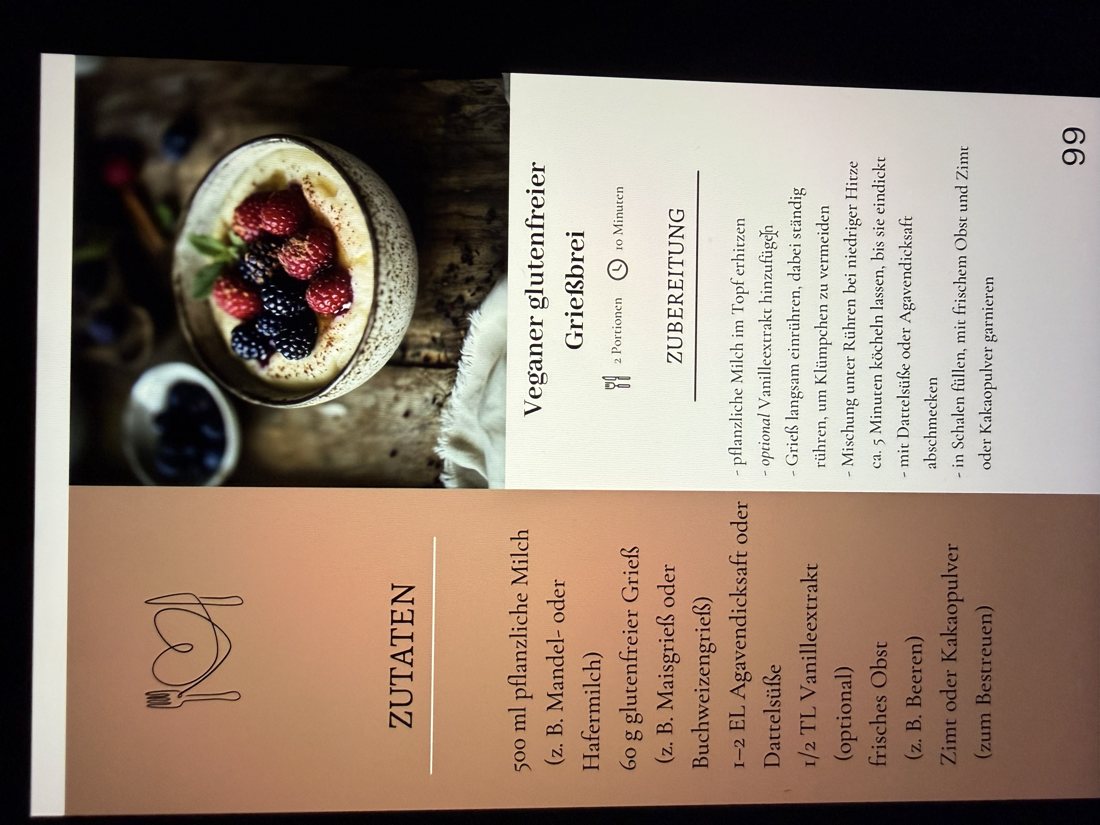 ZUTATEN
500 ml pflanzliche Milch
(z. B. Mandel- oder
Hafermilch)
60 g glutenfreier Grieß
(z. B. Maisgrieß oder
Buchweizengrieß)
1–2 EL Agavendicksaft oder
Dattelsüße
1/2 TL Vanilleextrakt
(optional)
frisches Obst
(z. B. Beeren)
Zimt oder Kakaopulver
(zum Bestreuen)
Veganer glutenfreier
Grießbrei
2 Portionen 10 Minuten
ZUBEREITUNG
- pflanzliche Milch im Topf erhitzen
- optional Vanilleextrakt hinzufügen
- Grieß langsam einrühren, dabei ständig
rühren, um Klümpchen zu vermeiden
- Mischung unter Rühren bei niedriger Hitze
ca. 5 Minuten köcheln lassen, bis sie eindickt
- mit Dattelsüße oder Agavendicksaft
abschmecken
- in Schalen füllen, mit frischem Obst und Zimt
oder Kakaopulver garnieren
99